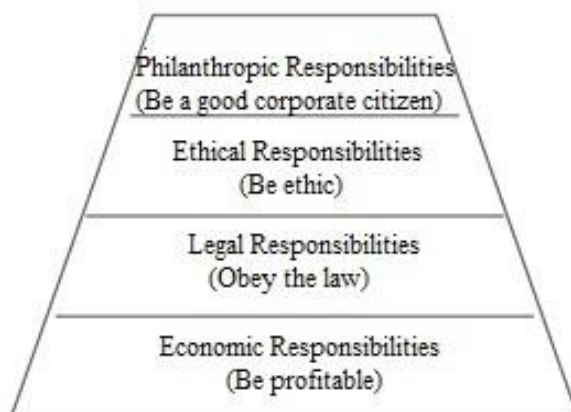 Philanthropic Responsibilities
(Be a good corporate citizen)
Ethical Responsibilities
(Be ethic)
Legal Responsibilities
(Obey the law)
Economic Responsibilities
(Be profitable)